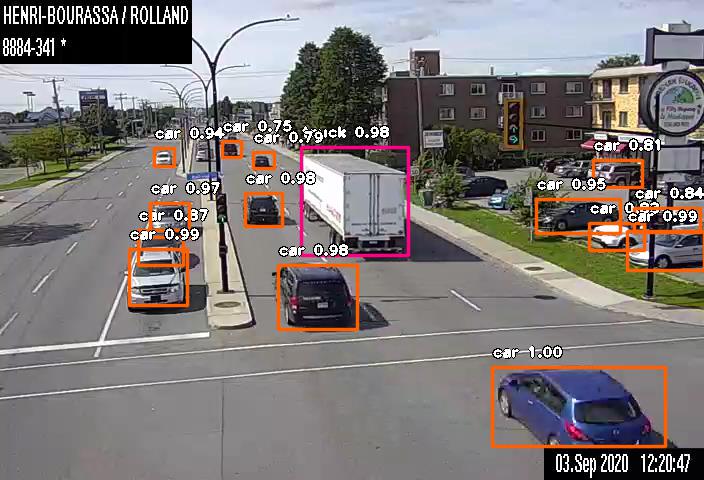 HENRI-BOURASSA / ROLLAND
8884-341 *
car 0.94
car 0.75
car 0.79
truck 0.98
car 0.81
car 0.97
car 0.98
car 0.95
car 0.84
car 0.87
car 0.99
car 0.99
car 0.98
car 1.00
03.Sep 2020 12:20:47